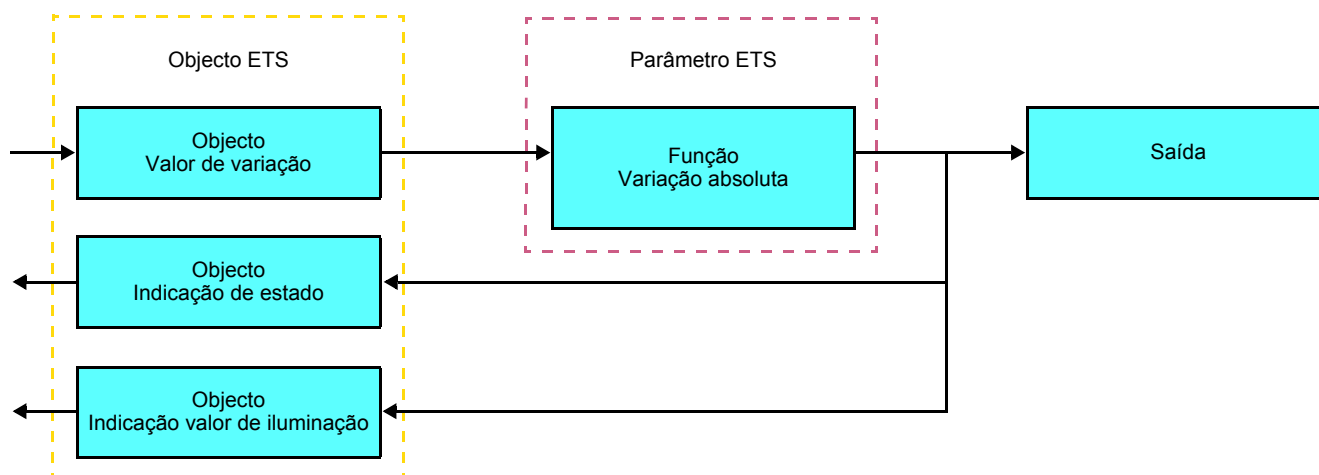 Objecto ETS
Parâmetro ETS
Objecto
Valor de variação
Função
Variação absoluta
Saída
Objecto
Indicação de estado
Objecto
Indicação valor de iluminação